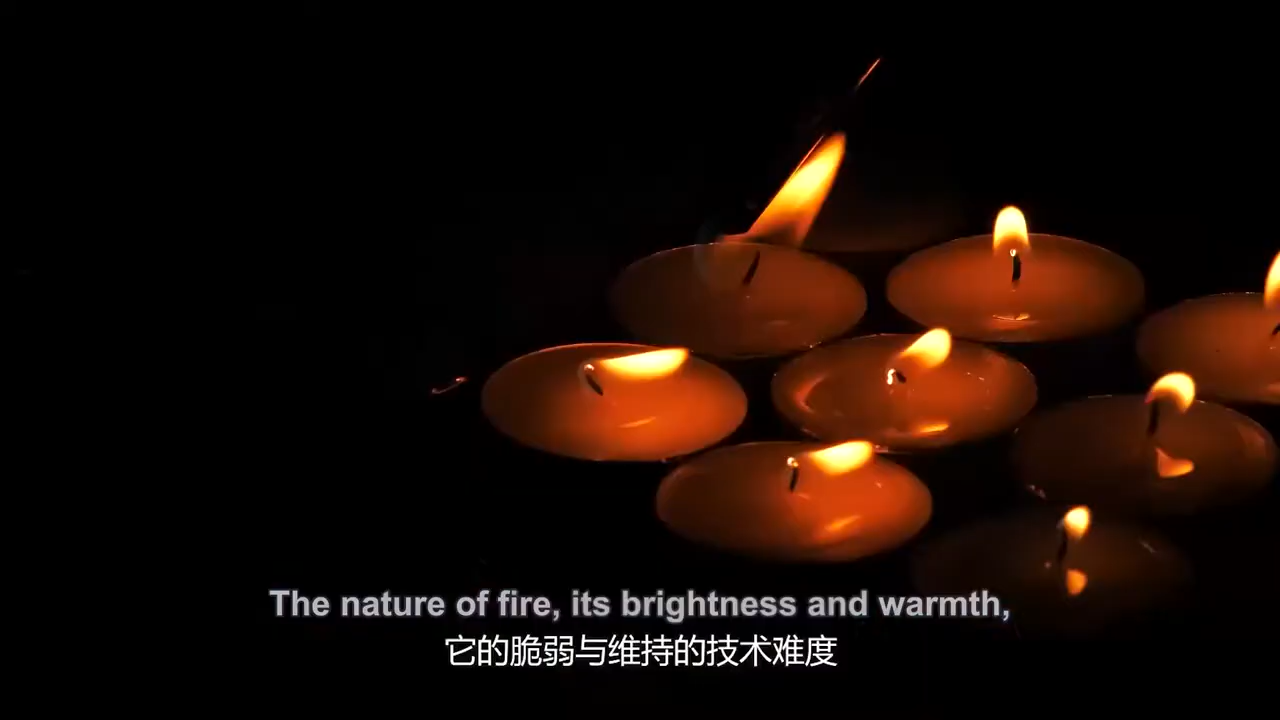 The nature of fire, its brightness and warmth,
它的脆弱与维持的技术难度